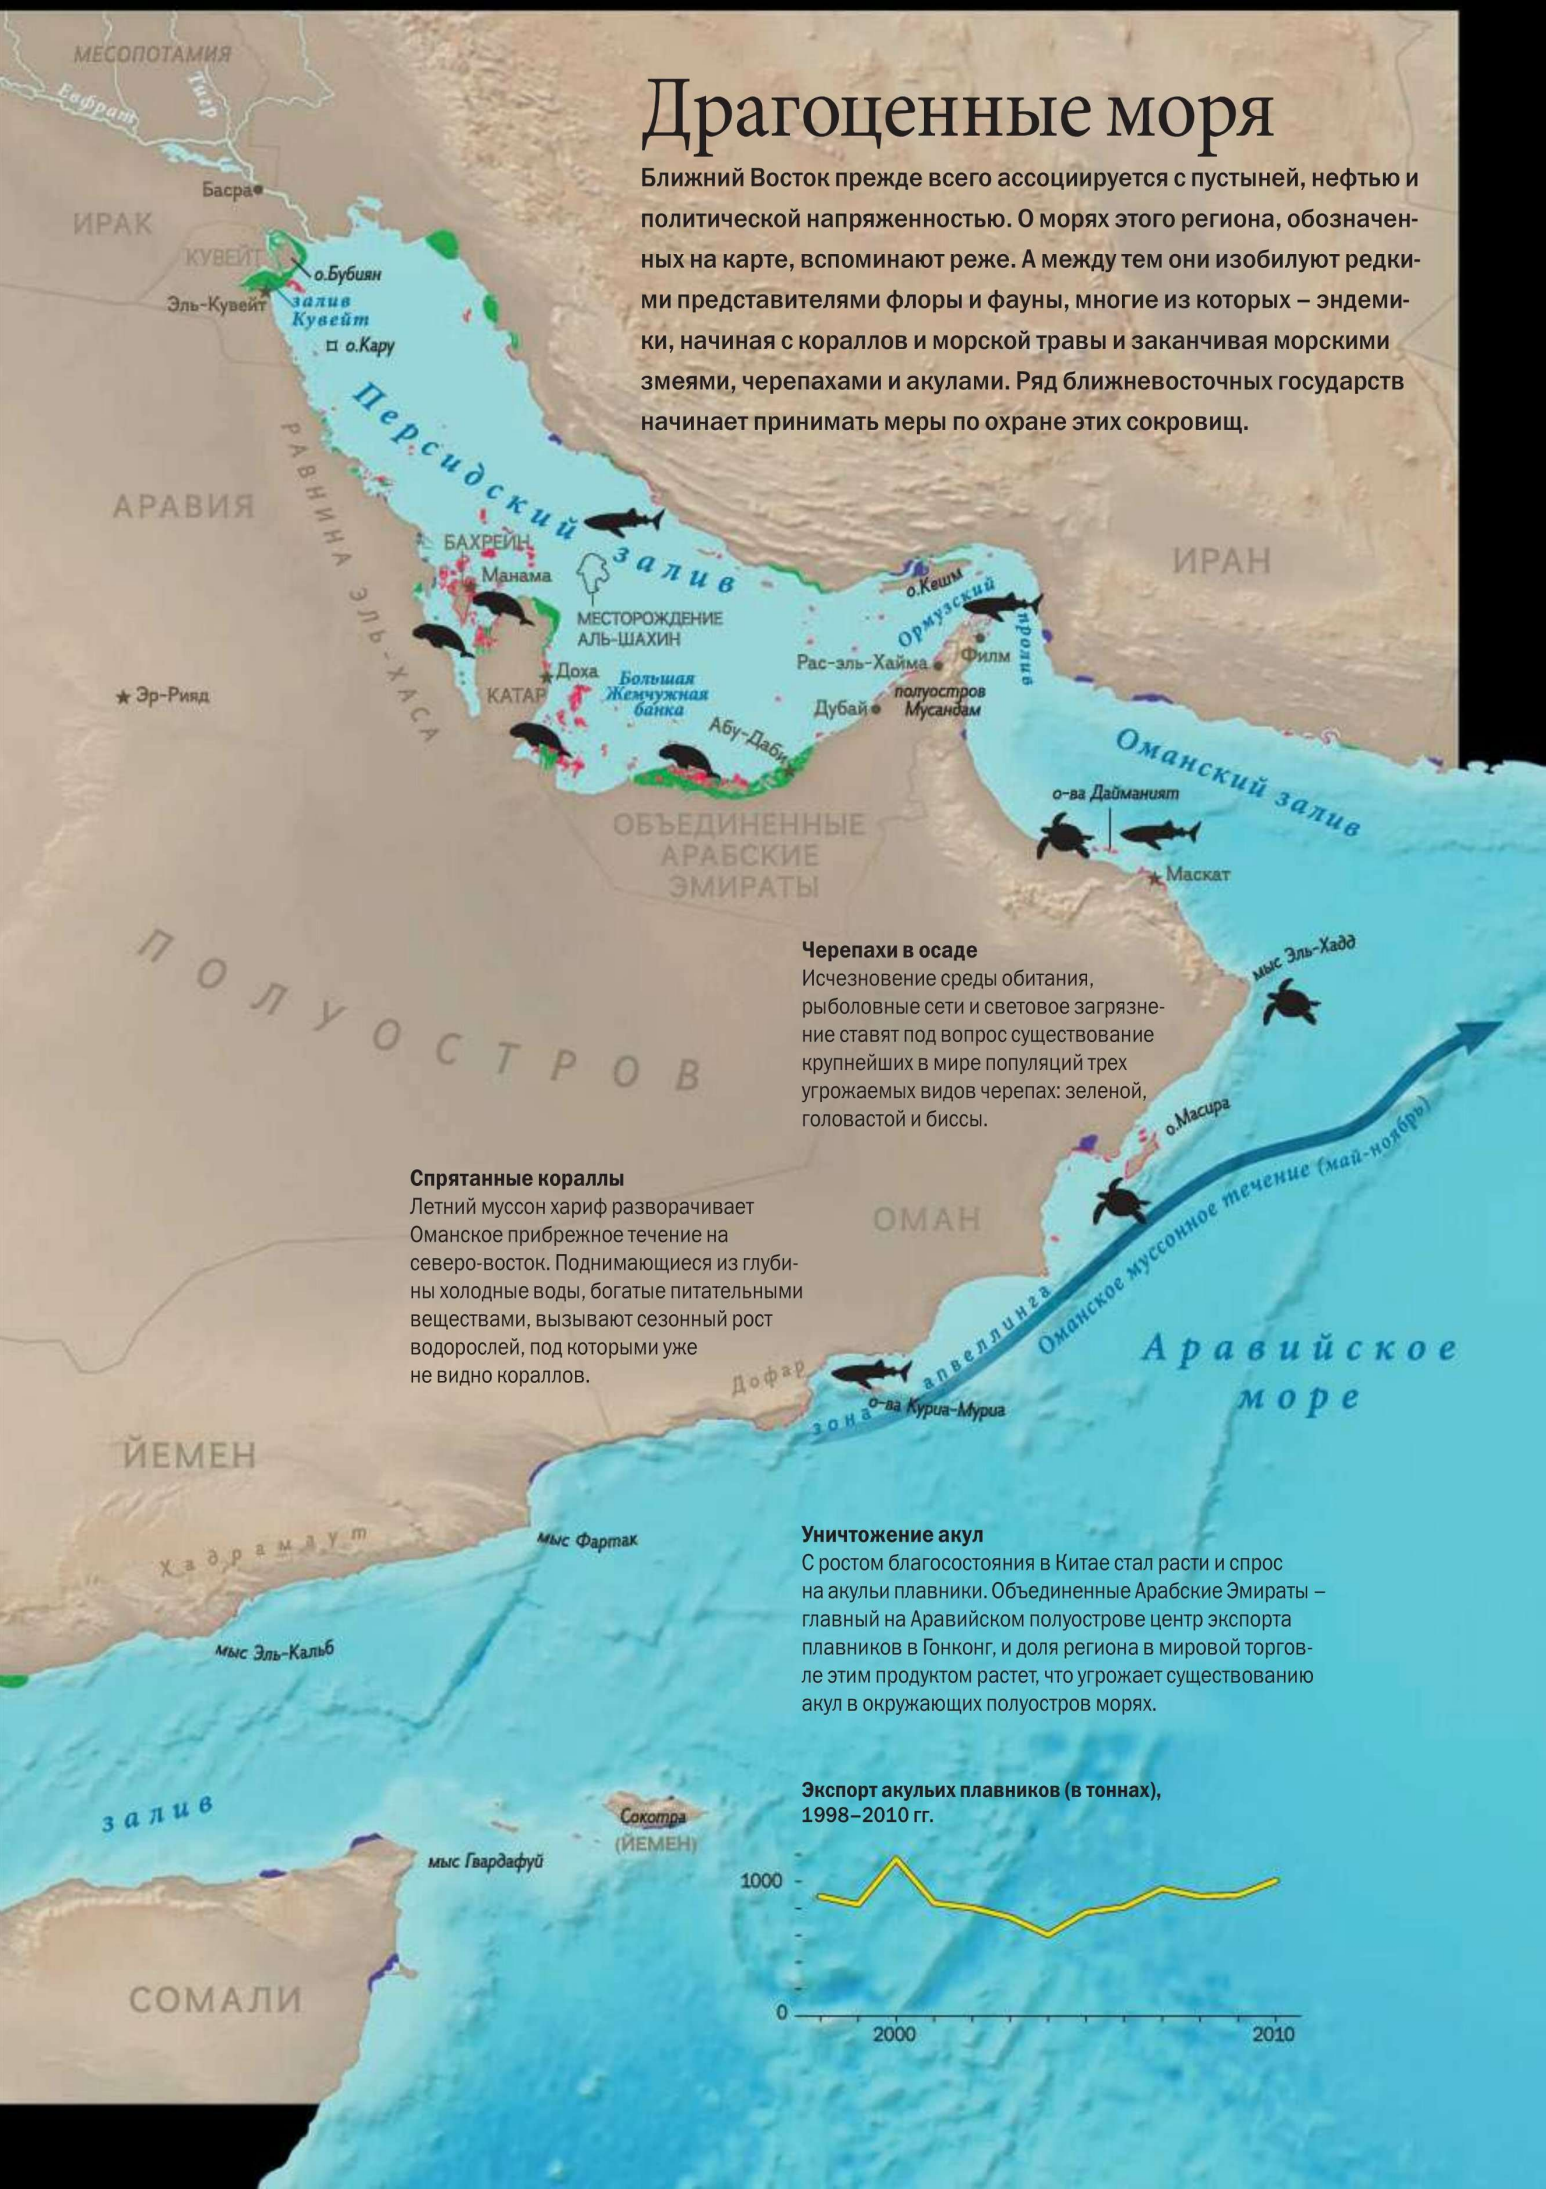 МЕСОПОТАМИЯ
Евфрат
Тигр
Драгоценные моря
Ближний Восток прежде всего ассоциируется с пустыней, нефтью и
политической напряженностью. О морях этого региона, обозначен-
ных на карте, вспоминают реже. А между тем они изобилуют редки-
ми представителями флоры и фауны, многие из которых – эндеми-
ки, начиная с кораллов и морской травы и заканчивая морскими
змеями, черепахами и акулами. Ряд ближневосточных государств
начинает принимать меры по охране этих сокровищ.
Басра
ИРАК
КУВЕЙТ
о.Бубиян
Эль-Кувейт
залив
Кувейт
о.Кару
Персидский залив
РАВНИНА ЭЛЬ-ХАСА
АРАВИЯ
БАХРЕЙН
Манама
МЕСТОРОЖДЕНИЕ
АЛЬ-ШАХИН
ИРАН
о.Кешм
Ормузский пролив
Рас-эль-Хайма
Филм
полуостров
Мусандам
Дубай
Доха
КАТАР
Большая
Жемчужная
банка
Абу-Даби
Эр-Рияд
Оманский залив
о-ва Дайманият
Маскат
ОБЪЕДИНЕННЫЕ
АРАБСКИЕ
ЭМИРАТЫ
ПОЛУОСТРОВ
мыс Эль-Хадд
Черепахи в осаде
Исчезновение среды обитания,
рыболовные сети и световое загрязне-
ние ставят под вопрос существование
крупнейших в мире популяций трех
угрожаемых видов черепах: зеленой,
головастой и биссы.
о.Масира
Спрятанные кораллы
Летний муссон хариф разворачивает
Оманское прибрежное течение на
северо-восток. Поднимающиеся из глуби-
ны холодные воды, богатые питательными
веществами, вызывают сезонный рост
водорослей, под которыми уже
не видно кораллов.
ОМАН
Оманское муссонное течение (май-ноябрь)
зона апвеллинга
Аравийское
море
Дофар
о-ва Куриа-Муриа
ЙЕМЕН
Хадрамаут
мыс Фартак
мыс Эль-Кальб
Уничтожение акул
С ростом благосостояния в Китае стал расти и спрос
на акульи плавники. Объединенные Арабские Эмираты –
главный на Аравийском полуострове центр экспорта
плавников в Гонконг, и доля региона в мировой торгов-
ле этим продуктом растет, что угрожает существованию
акул в окружающих полуостров морях.
залив
Сокотра
(ЙЕМЕН)
мыс Гвардафуй
СОМАЛИ
Экспорт акульих плавников (в тоннах),
1998–2010 гг.
1000
0
2000
2010